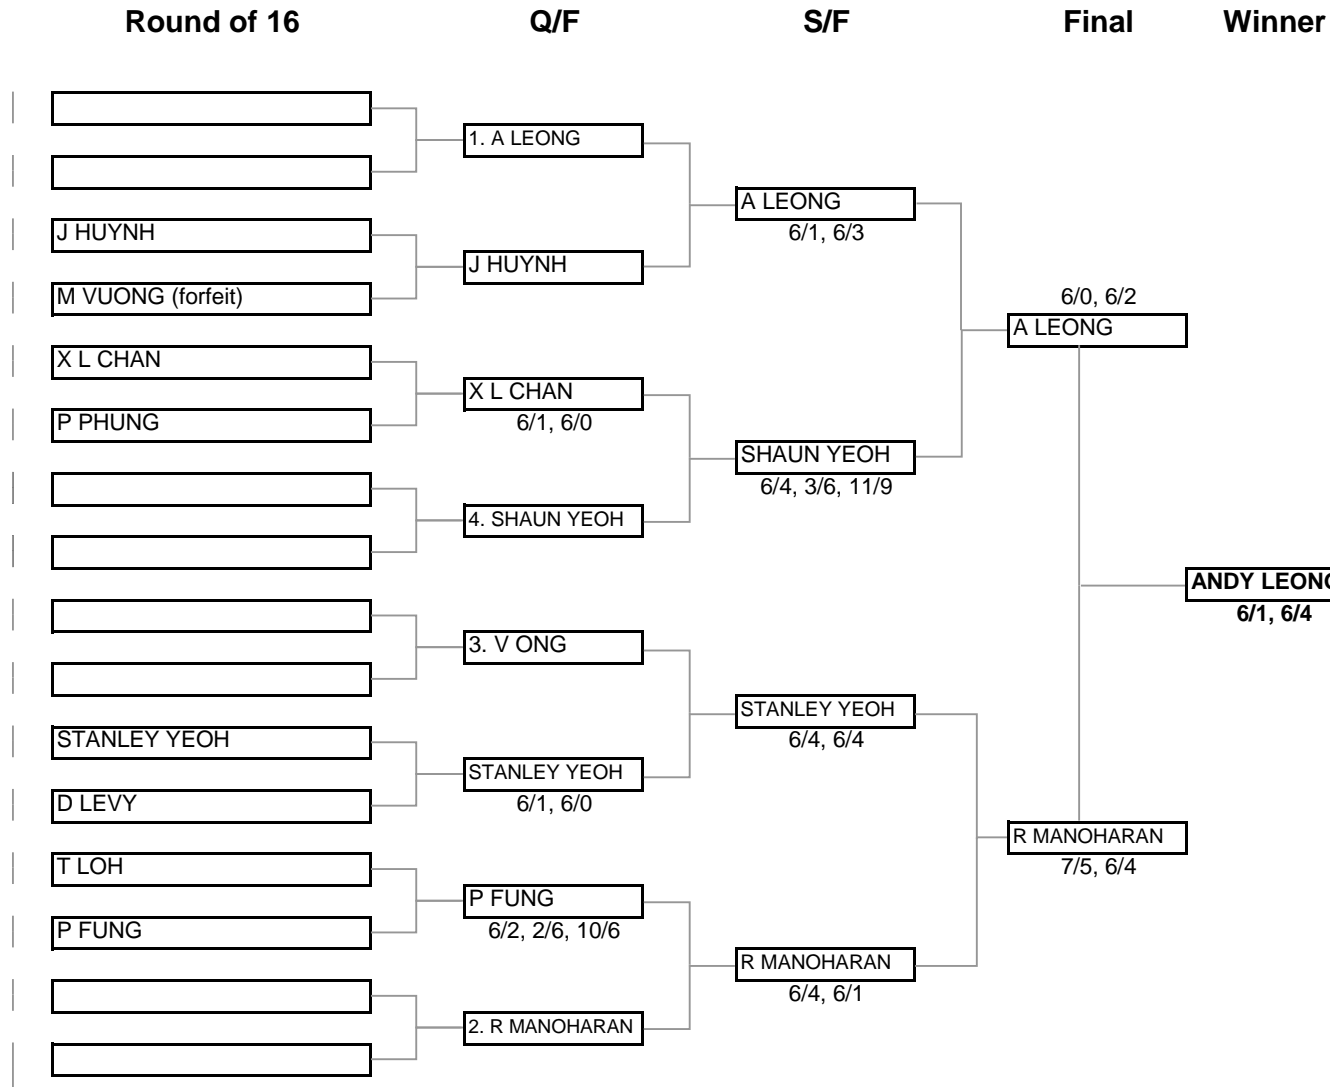 Round of 16 Q/F S/F Final Winner
1. A LEONG
A LEONG
6/1, 6/3
J HUYNH
J HUYNH
M VUONG (forfeit)
6/0, 6/2
A LEONG
X L CHAN
X L CHAN
6/1, 6/0
P PHUNG
SHAUN YEOH
6/4, 3/6, 11/9
4. SHAUN YEOH
ANDY LEONG
6/1, 6/4
3. V ONG
STANLEY YEOH
6/4, 6/4
STANLEY YEOH
STANLEY YEOH
6/1, 6/0
D LEVY
R MANOHARAN
7/5, 6/4
T LOH
P FUNG
6/2, 2/6, 10/6
P FUNG
R MANOHARAN
6/4, 6/1
2. R MANOHARAN